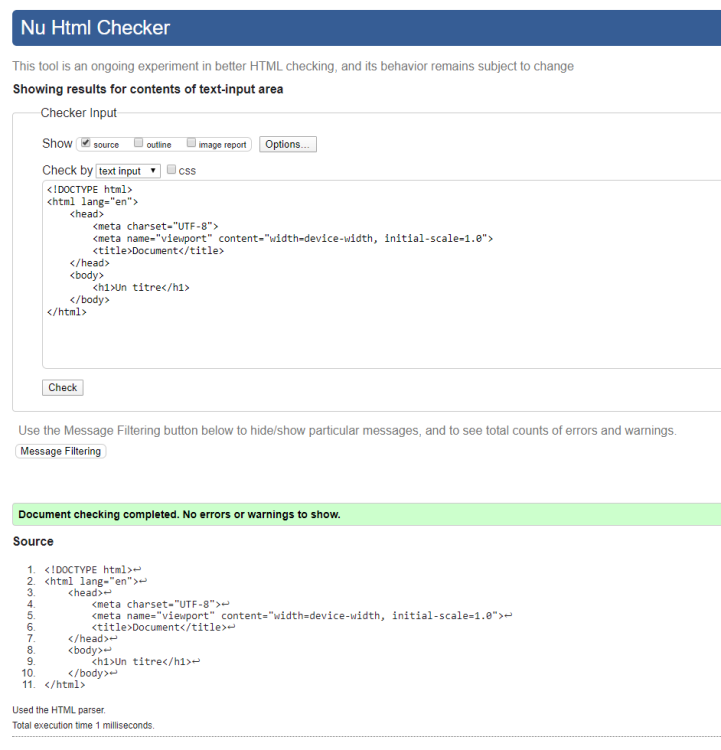 Nu Html Checker
This tool is an ongoing experiment in better HTML checking, and its behavior remains subject to change
Showing results for contents of text-input area
Checker Input
Show source outline image report Options...
Check by text input css
<!DOCTYPE html>
<html lang="en">
    <head>
        <meta charset="UTF-8">
        <meta name="viewport" content="width=device-width, initial-scale=1.0">
        <title>Document</title>
    </head>
    <body>
        <h1>Un titre</h1>
    </body>
</html>
Check
Use the Message Filtering button below to hide/show particular messages, and to see total counts of errors and warnings.
Message Filtering
Document checking completed. No errors or warnings to show.
Source
1. <!DOCTYPE html>↩
2. <html lang="en">↩
3.     <head>↩
4.         <meta charset="UTF-8">↩
5.         <meta name="viewport" content="width=device-width, initial-scale=1.0">↩
6.         <title>Document</title>↩
7.     </head>↩
8.     <body>↩
9.         <h1>Un titre</h1>↩
10.     </body>↩
11. </html>
Used the HTML parser.
Total execution time 1 milliseconds.